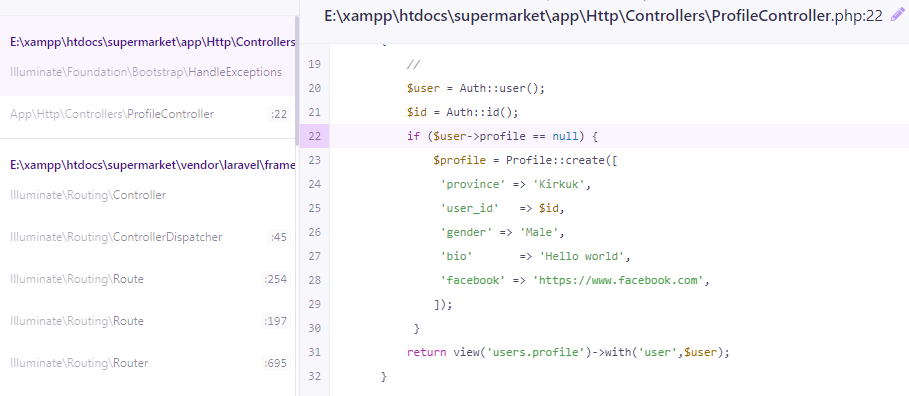 E:\xampp\htdocs\supermarket\app\Http\Controllers
Illuminate\Foundation\Bootstrap\HandleExceptions
App\Http\Controllers\ProfileController :22
E:\xampp\htdocs\supermarket\vendor\laravel\frame
Illuminate\Routing\Controller
Illuminate\Routing\ControllerDispatcher :45
Illuminate\Routing\Route :254
Illuminate\Routing\Route :197
Illuminate\Routing\Router :695
E:\xampp\htdocs\supermarket\app\Http\Controllers\ProfileController.php:22
19 //
20 $user = Auth::user();
21 $id = Auth::id();
22 if ($user->profile == null) {
23 $profile = Profile::create([
24 'province' => 'Kirkuk',
25 'user_id' => $id,
26 'gender' => 'Male',
27 'bio' => 'Hello world',
28 'facebook' => 'https://www.facebook.com',
29 ]);
30 }
31 return view('users.profile')->with('user',$user);
32 }